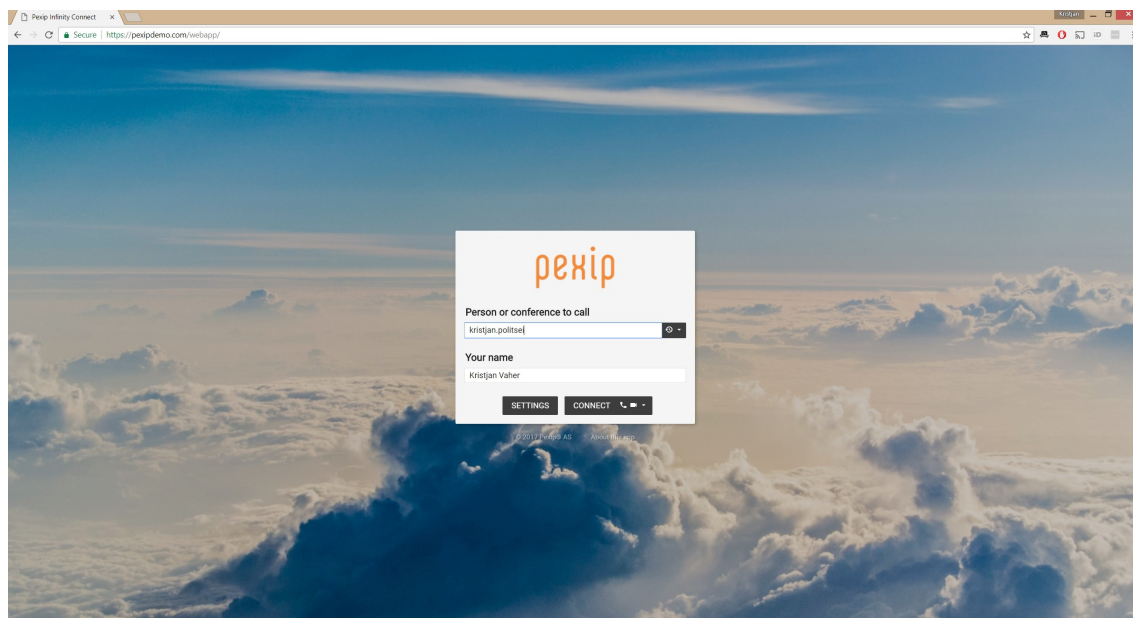 Pexip Infinity Connect
Kristjan
Secure | https://pexipdemo.com/webapp/
pexip
Person or conference to call
kristjan.politsei
Your name
Kristjan Vaher
SETTINGS CONNECT
© 2017 Pexip AS About this app